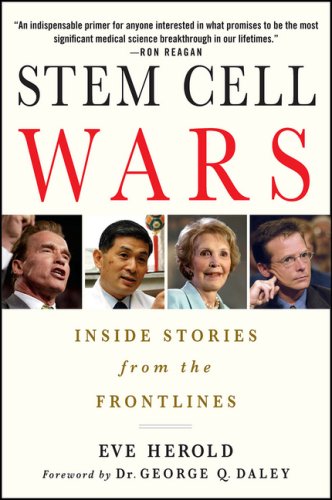 "An indispensable primer for anyone interested in what promises to be the most
significant medical science breakthrough in our lifetimes."
—RON REAGAN
STEM CELL
WARS
INSIDE STORIES
from the
FRONTLINES
EVE HEROLD
Foreword by Dr. GEORGE Q. DALEY